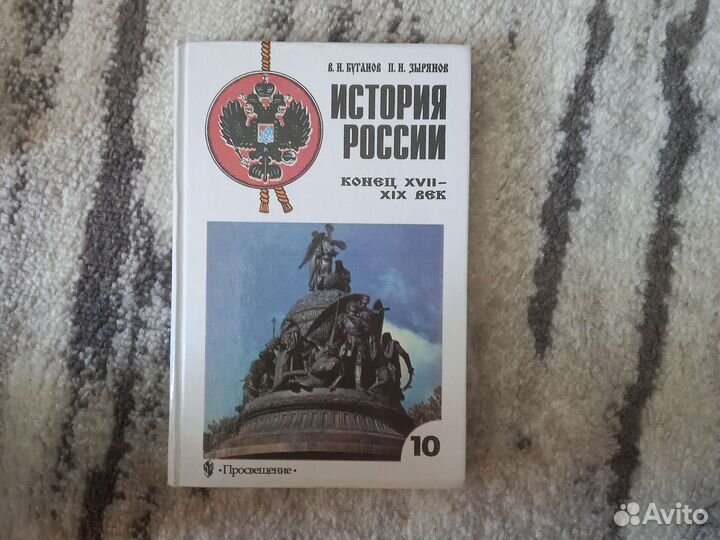 В. И. БУГАНОВ П. Н. ЗЫРЯНОВ
ИСТОРИЯ
РОССИИ
КОНЕЦ XVII–
XIX ВЕК
10
• Просвещение •
Avito